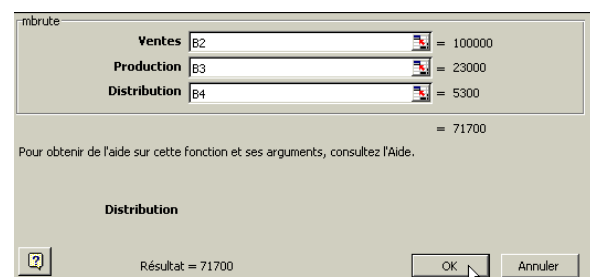 mbrute
Ventes B2 = 100000
Production B3 = 23000
Distribution B4 = 5300
= 71700
Pour obtenir de l'aide sur cette fonction et ses arguments, consultez l'Aide.
Distribution
? Résultat = 71700 OK Annuler